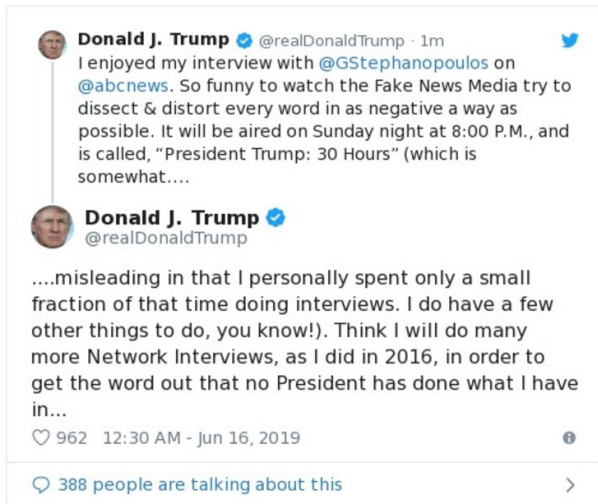 Donald J. Trump @realDonaldTrump · 1m
I enjoyed my interview with @GStephanopoulos on
@abcnews. So funny to watch the Fake News Media try to
dissect & distort every word in as negative a way as
possible. It will be aired on Sunday night at 8:00 P.M., and
is called, “President Trump: 30 Hours” (which is
somewhat....
Donald J. Trump
@realDonaldTrump
....misleading in that I personally spent only a small
fraction of that time doing interviews. I do have a few
other things to do, you know!). Think I will do many
more Network Interviews, as I did in 2016, in order to
get the word out that no President has done what I have
in...
962 12:30 AM - Jun 16, 2019
388 people are talking about this